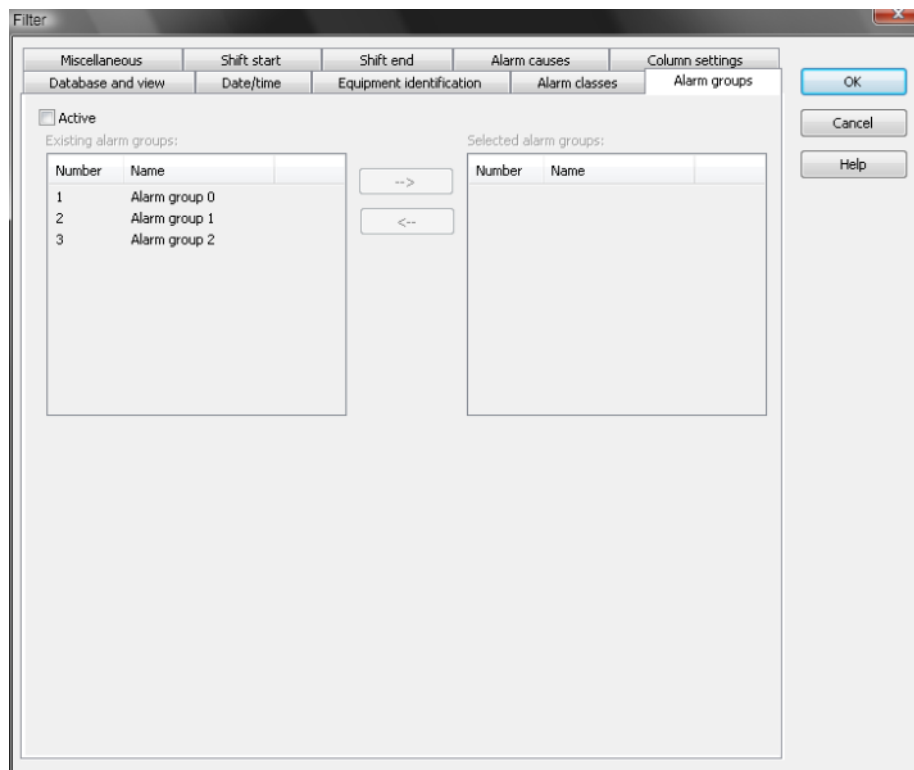 Filter
Miscellaneous Shift start Shift end Alarm causes Column settings
Database and view Date/time Equipment identification Alarm classes Alarm groups
OK
Cancel
Help
Active
Existing alarm groups:
Number Name
1 Alarm group 0
2 Alarm group 1
3 Alarm group 2
-->
<--
Selected alarm groups:
Number Name